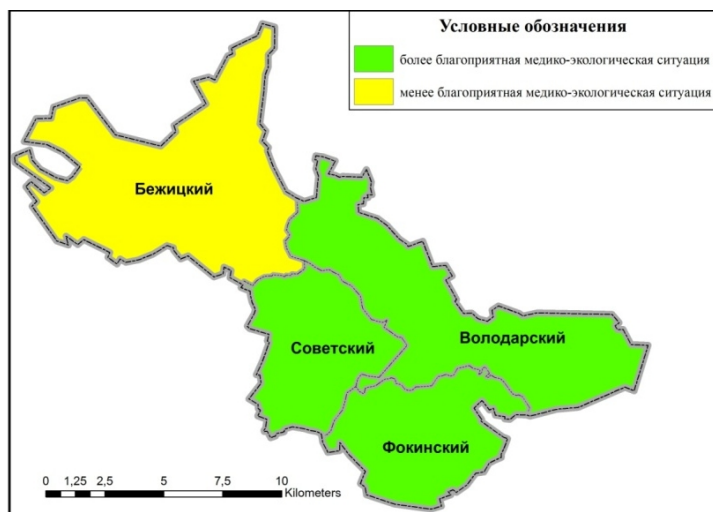 Условные обозначения
более благоприятная медико-экологическая ситуация
менее благоприятная медико-экологическая ситуация
Бежицкий
Советский
Володарский
Фокинский
0 1,25 2,5 5 7,5 10
Kilometers